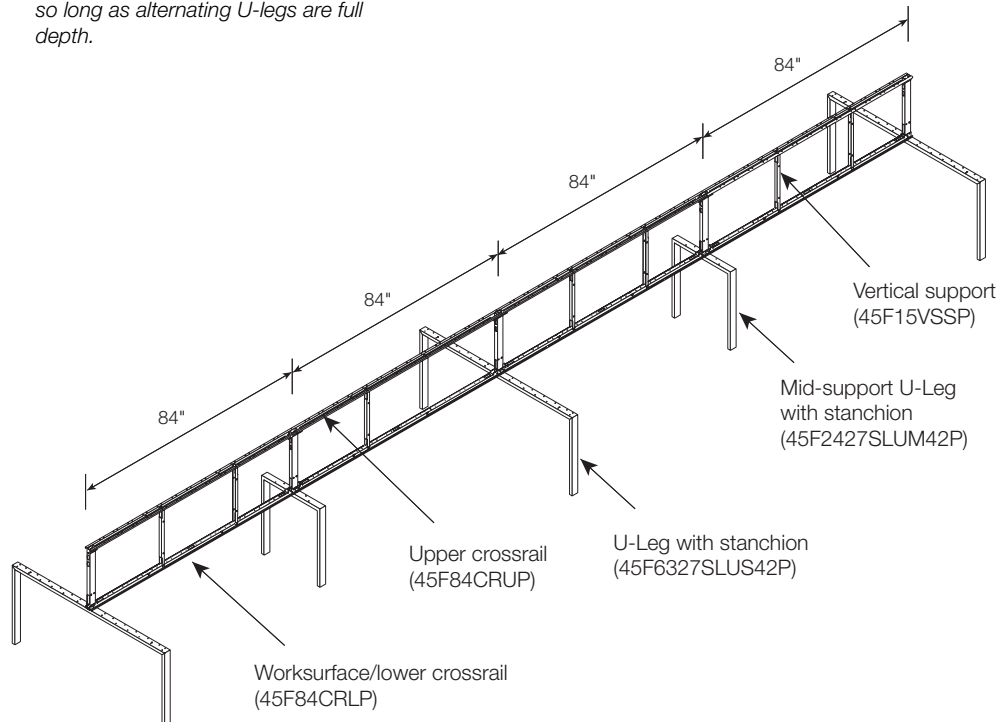 so long as alternating U-legs are full
depth.
84"
84"
84"
84"
Vertical support
(45F15VSSP)
Mid-support U-Leg
with stanchion
(45F2427SLUM42P)
U-Leg with stanchion
(45F6327SLUS42P)
Upper crossrail
(45F84CRUP)
Worksurface/lower crossrail
(45F84CRLP)